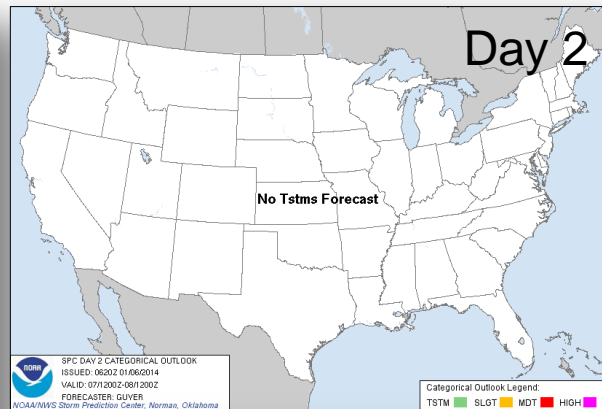 Day 2
No Tstms Forecast
NOAA
SPC DAY 2 CATEGORICAL OUTLOOK
ISSUED: 0620Z 01/06/2014
VALID: 07/1200Z-08/1200Z
FORECASTER: GUYER
NOAA/NWS Storm Prediction Center, Norman, Oklahoma
Categorical Outlook Legend:
TSTM SLGT MDT HIGH